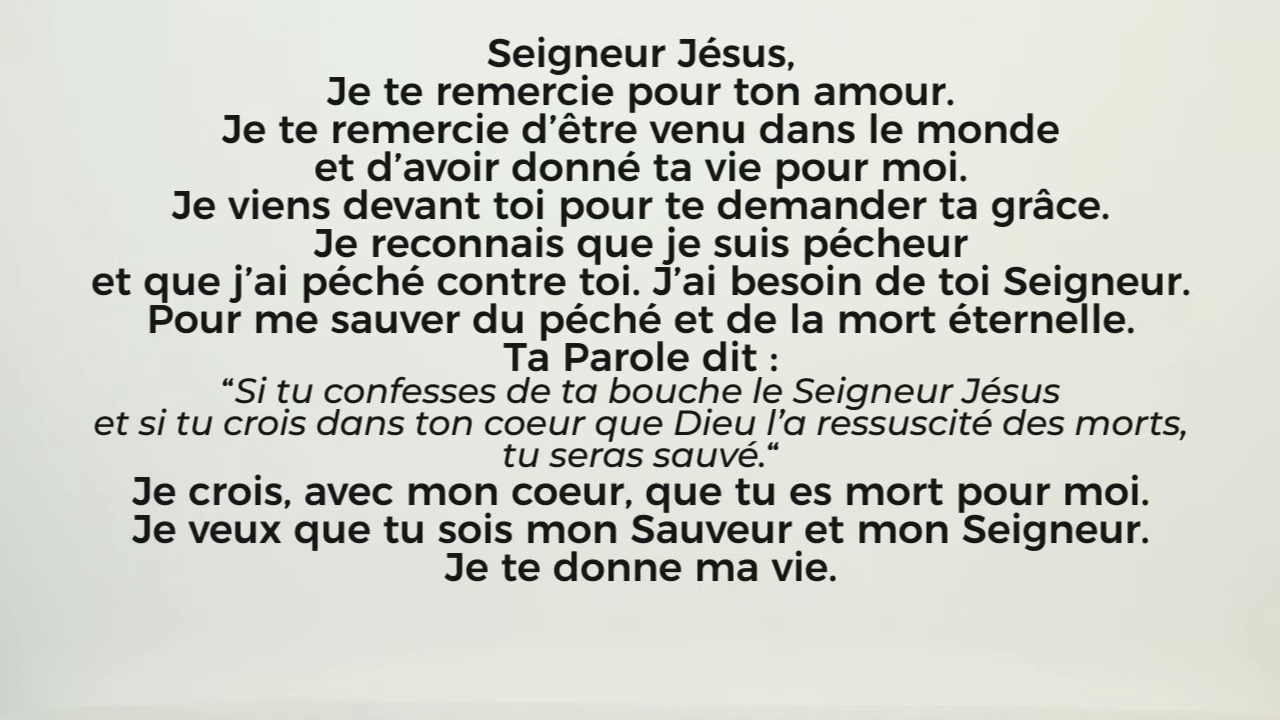 Seigneur Jésus,
Je te remercie pour ton amour.
Je te remercie d’être venu dans le monde
et d’avoir donné ta vie pour moi.
Je viens devant toi pour te demander ta grâce.
Je reconnais que je suis pécheur
et que j’ai péché contre toi. J’ai besoin de toi Seigneur.
Pour me sauver du péché et de la mort éternelle.
Ta Parole dit :
“Si tu confesses de ta bouche le Seigneur Jésus
et si tu crois dans ton coeur que Dieu l’a ressuscité des morts,
tu seras sauvé.“
Je crois, avec mon coeur, que tu es mort pour moi.
Je veux que tu sois mon Sauveur et mon Seigneur.
Je te donne ma vie.